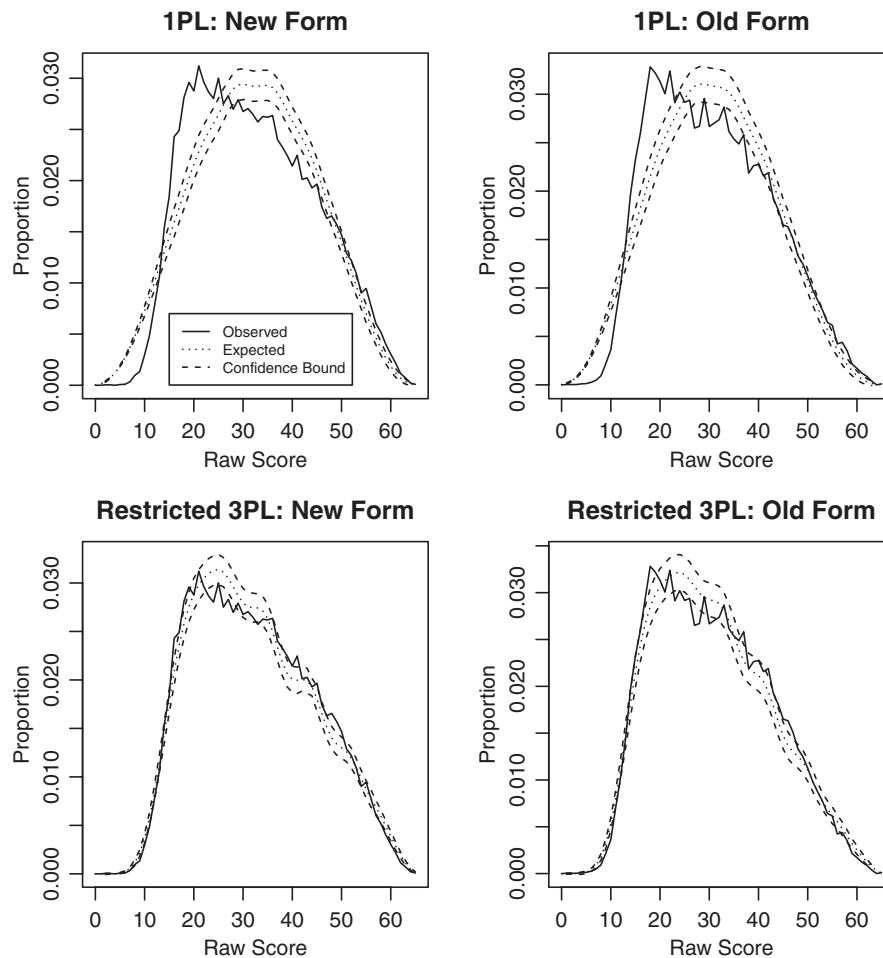 1PL: New Form
Proportion
0.000 0.010 0.020 0.030
Observed
Expected
Confidence Bound
0 10 20 30 40 50 60
Raw Score
1PL: Old Form
Proportion
0.000 0.010 0.020 0.030
0 10 20 30 40 50 60
Raw Score
Restricted 3PL: New Form
Proportion
0.000 0.010 0.020 0.030
0 10 20 30 40 50 60
Raw Score
Restricted 3PL: Old Form
Proportion
0.000 0.010 0.020 0.030
0 10 20 30 40 50 60
Raw Score